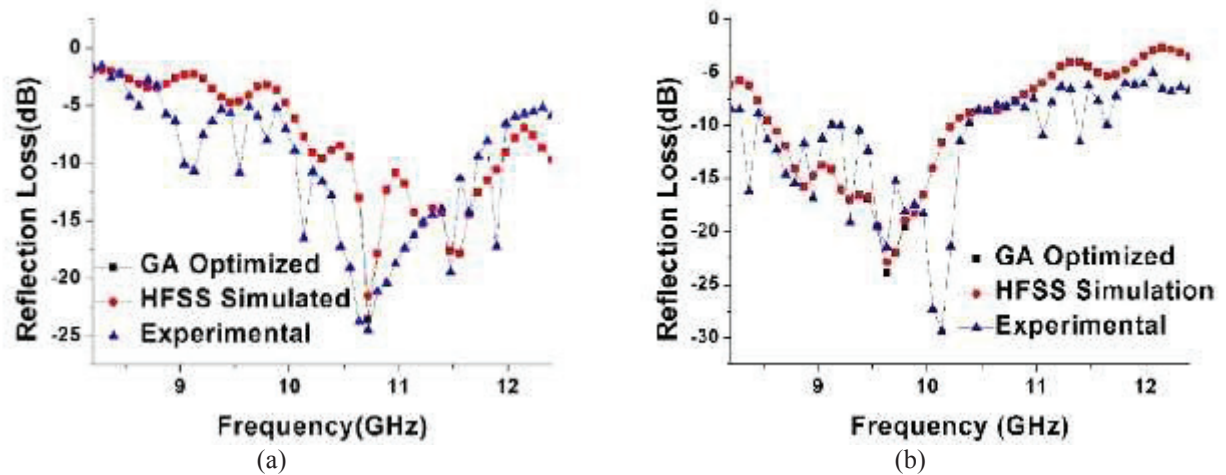 0
-5
-10
-15
-20
-25
Reflection Loss(dB)
GA Optimized
HFSS Simulated
Experimental
9
10
11
12
Frequency(GHz)
(a)
0
-5
-10
-15
-20
-25
-30
Reflection Loss(dB)
GA Optimized
HFSS Simulation
Experimental
9
10
11
12
Frequency (GHz)
(b)